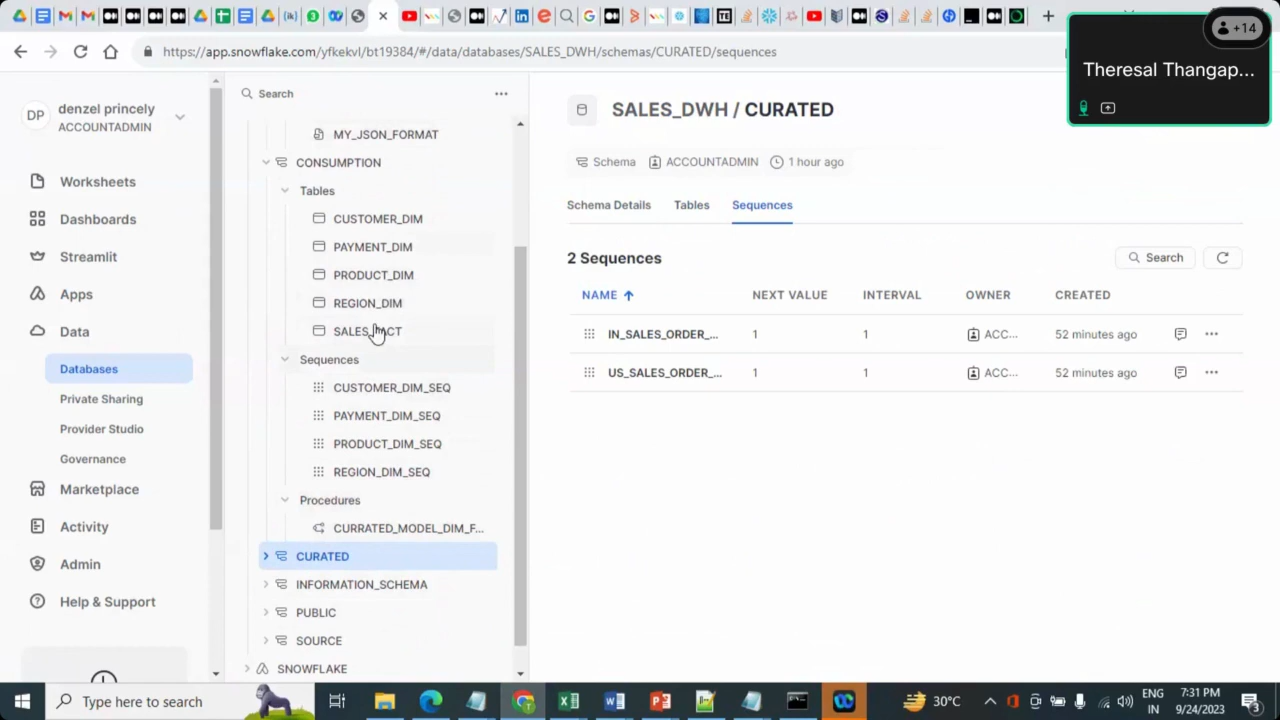 https://app.snowflake.com/yfkekvl/bt19384/#/data/databases/SALES_DWH/schemas/CURATED/sequences
+14
Theresal Thangap...
DP
denzel princely
ACCOUNTADMIN
Worksheets
Dashboards
Streamlit
Apps
Data
Databases
Private Sharing
Provider Studio
Governance
Marketplace
Activity
Admin
Help & Support
Search
MY_JSON_FORMAT
CONSUMPTION
Tables
CUSTOMER_DIM
PAYMENT_DIM
PRODUCT_DIM
REGION_DIM
Sequences
CUSTOMER_DIM_SEQ
PAYMENT_DIM_SEQ
PRODUCT_DIM_SEQ
REGION_DIM_SEQ
Procedures
CURRATED_MODEL_DIM_F...
CURATED
INFORMATION_SCHEMA
PUBLIC
SOURCE
SNOWFLAKE
SALES_DWH / CURATED
Schema ACCOUNTADMIN 1 hour ago
Schema Details Tables Sequences
2 Sequences Search
NAME NEXT VALUE INTERVAL OWNER CREATED
IN_SALES_ORDER_... 1 1 ACC... 52 minutes ago
US_SALES_ORDER_... 1 1 ACC... 52 minutes ago
Type here to search
30°C
ENG
IN
7:31 PM
9/24/2023
3